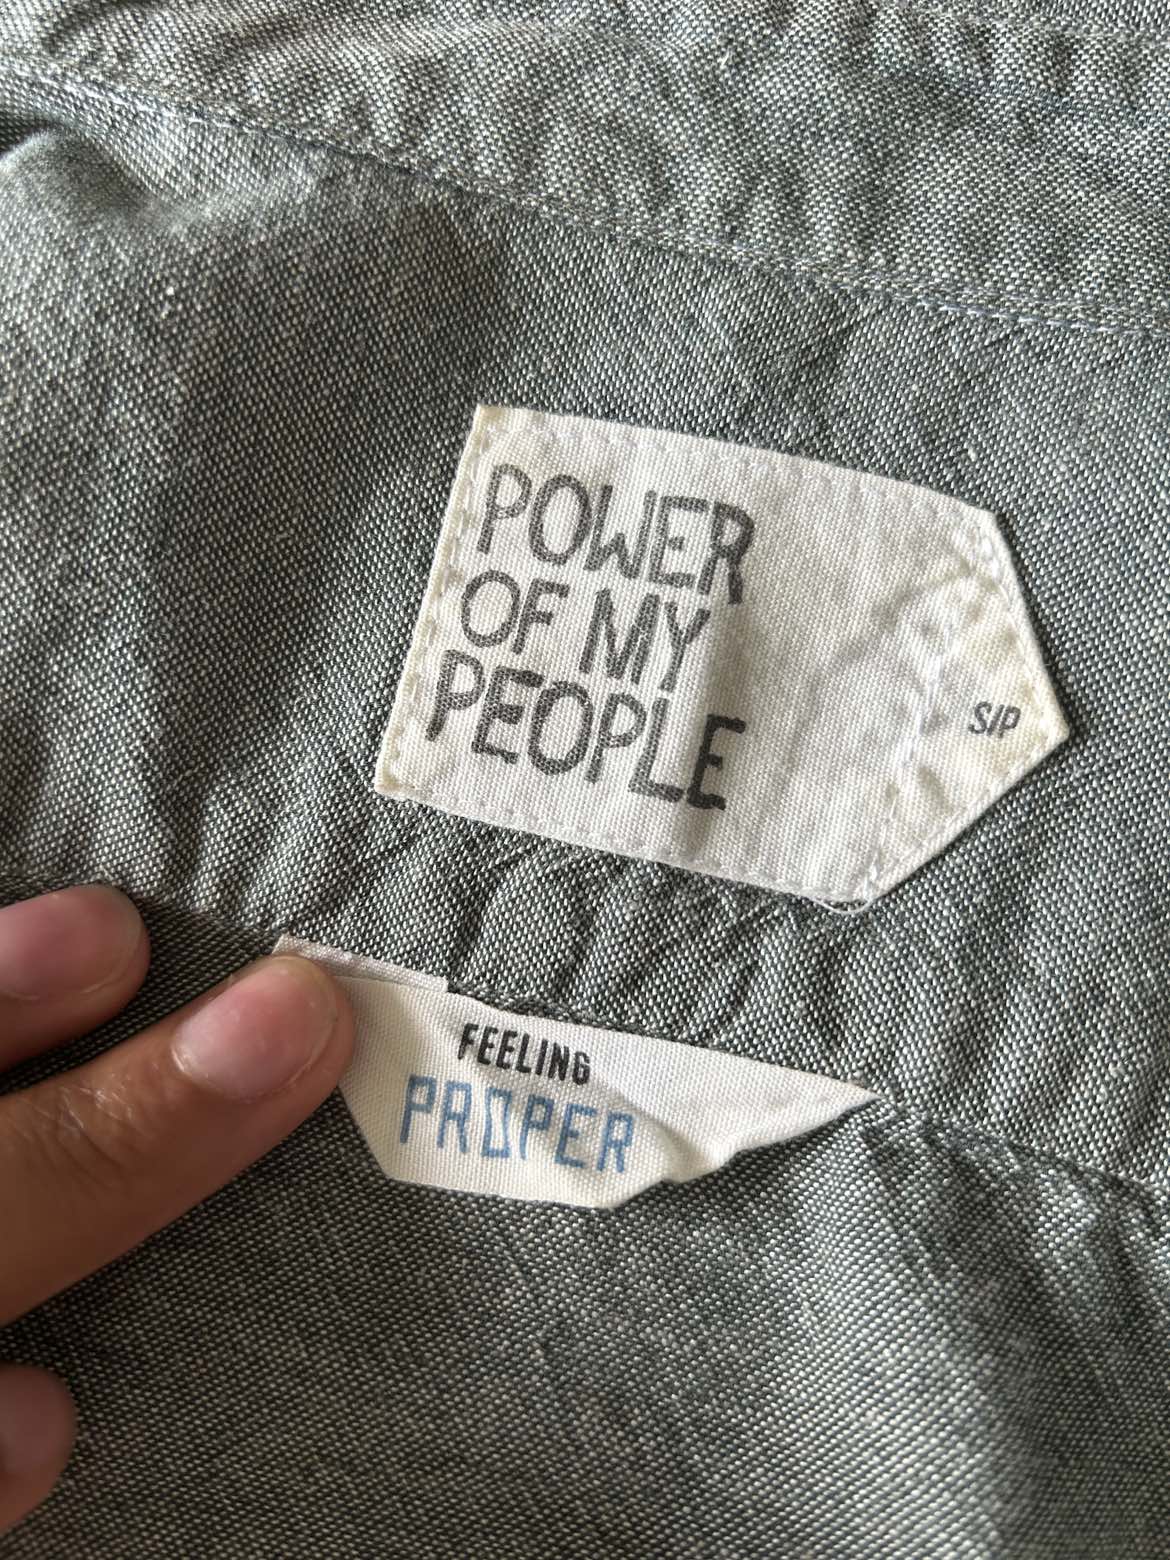 POWER
OF MY
PEOPLE
S/P
FEELING
PROPER